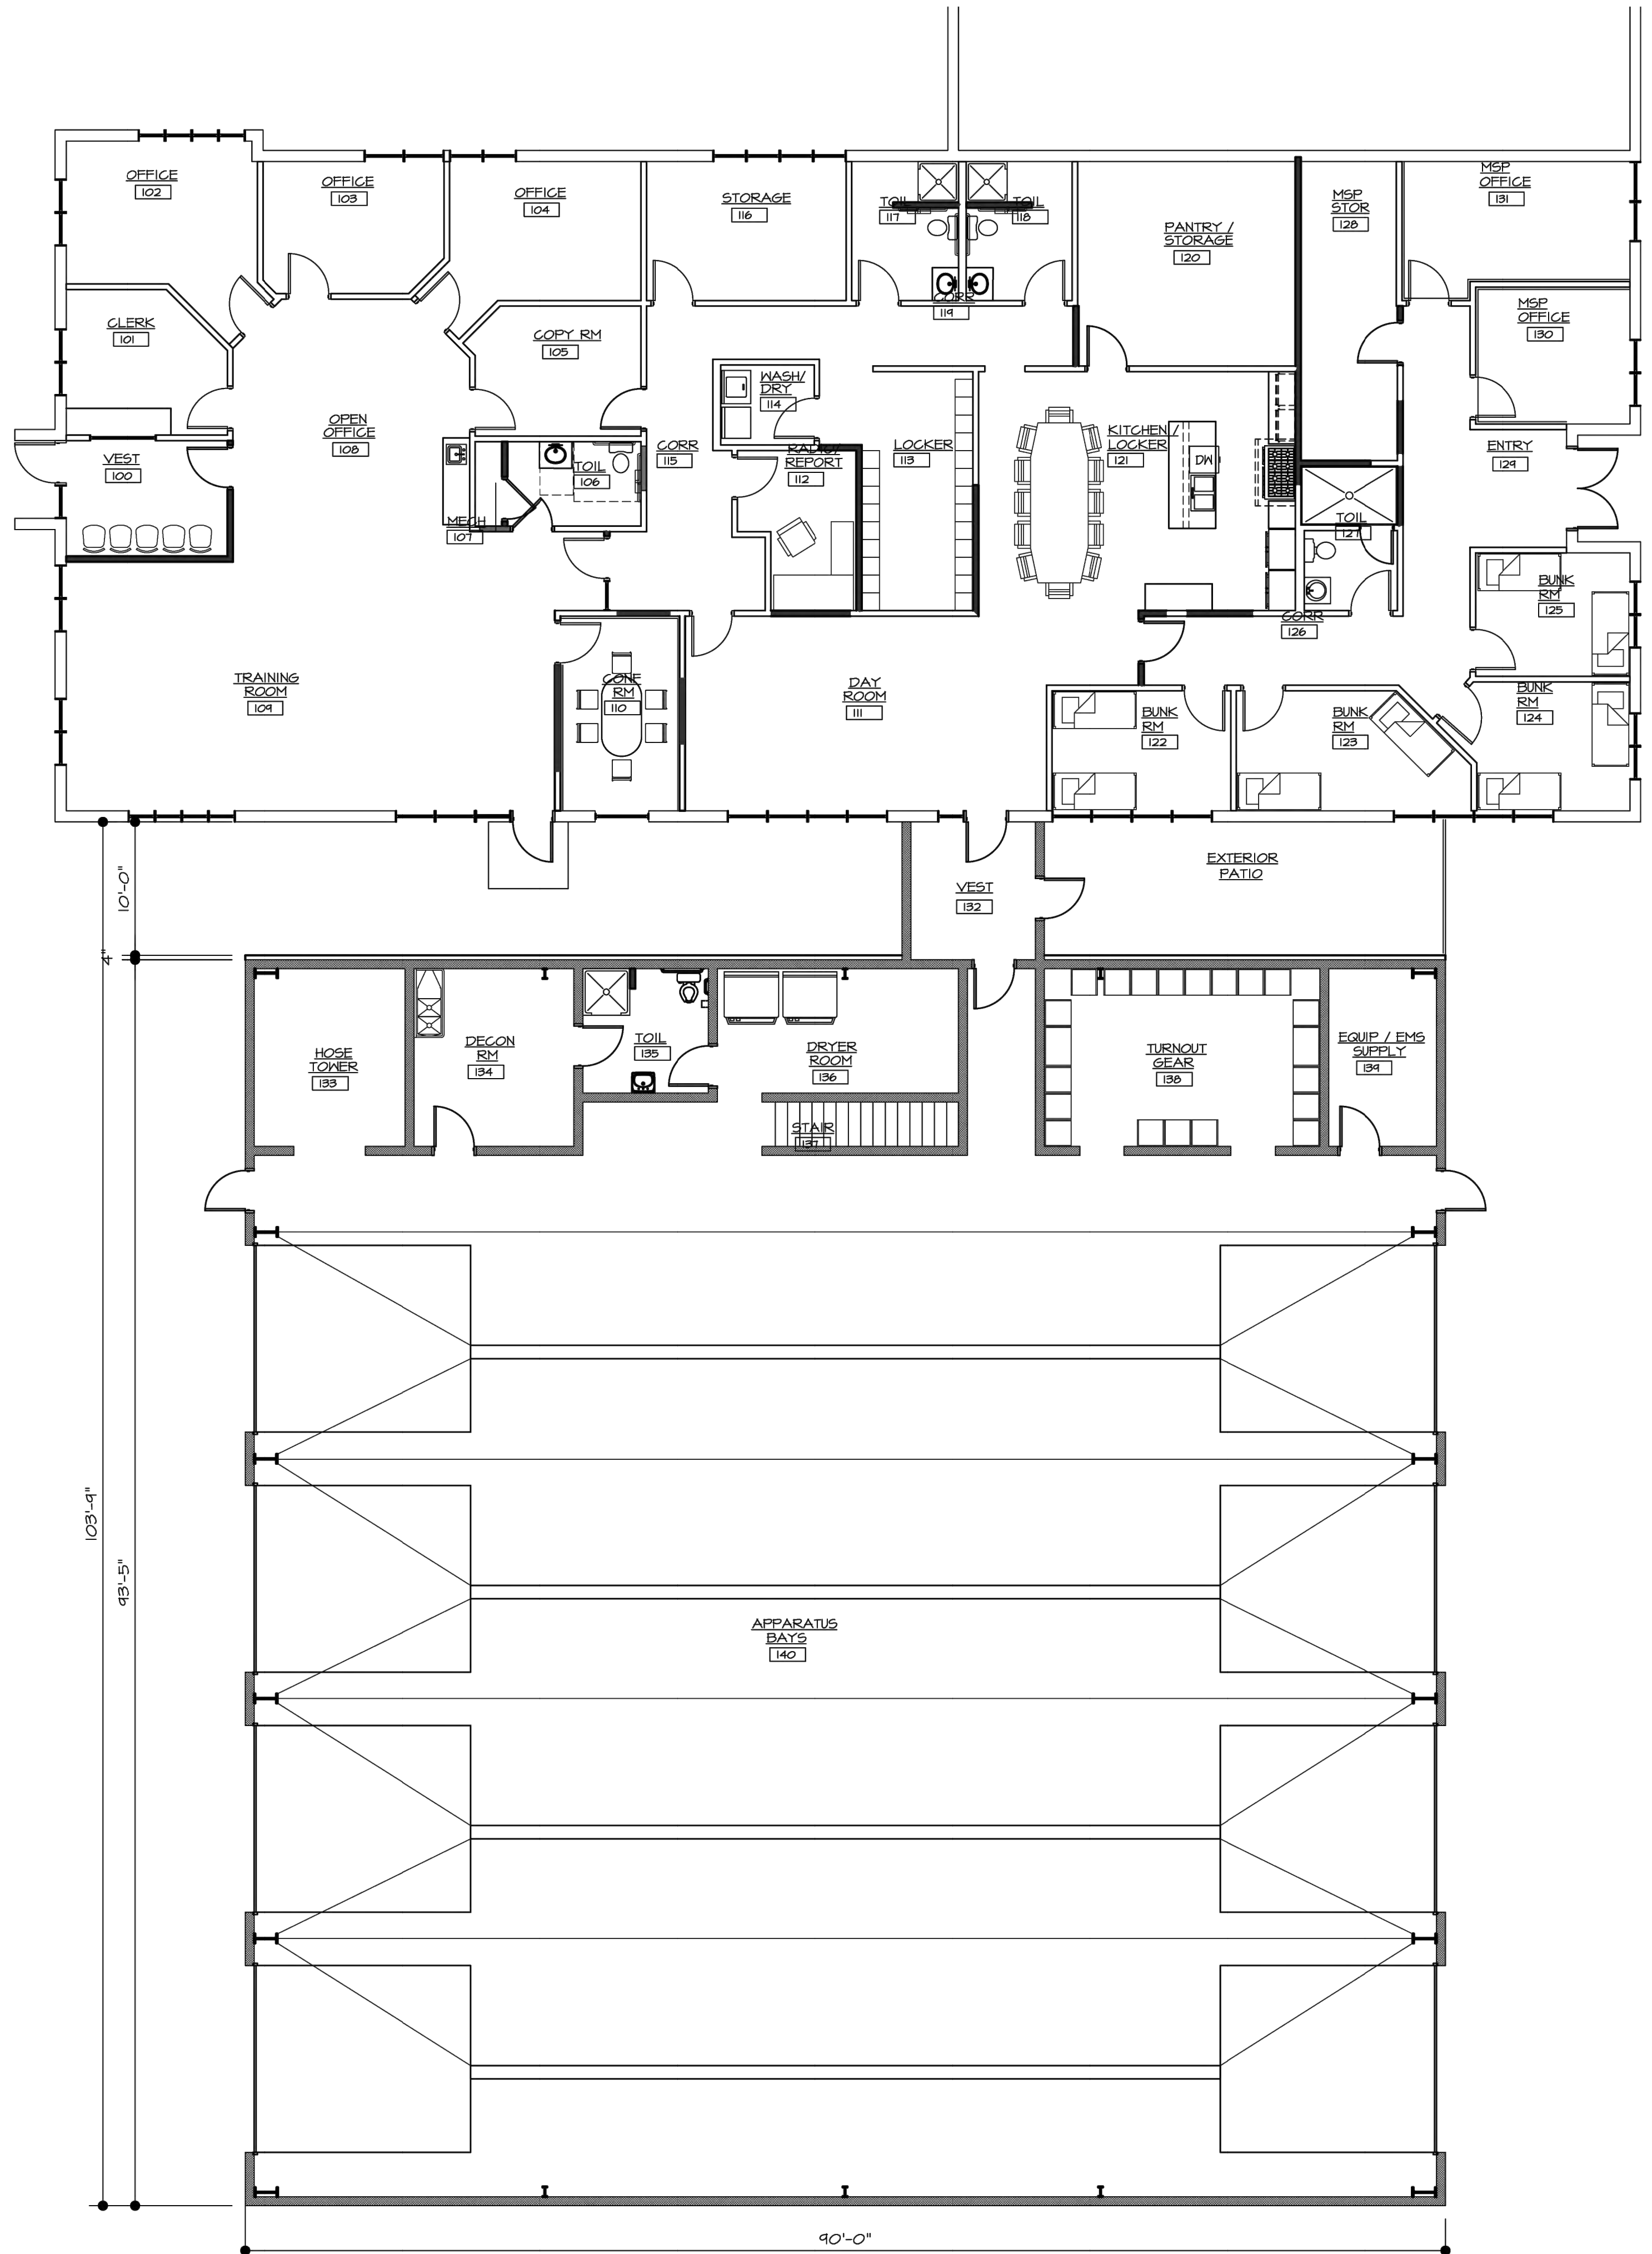 OFFICE
102
OFFICE
103
OFFICE
104
STORAGE
116
TOIL
117
TOIL
118
PANTRY /
STORAGE
120
MSP
STOR
128
MSP
OFFICE
131
CLERK
101
COPY RM
105
CORR
119
MSP
OFFICE
130
WASH/
DRY
114
OPEN
OFFICE
108
VEST
100
TOIL
106
MECH
107
CORR
115
RADIO/
REPORT
112
LOCKER
113
KITCHEN /
LOCKER
121
DW
ENTRY
129
TOIL
127
CORR
126
BUNK
RM
125
TRAINING
ROOM
109
CONF
RM
110
DAY
ROOM
111
BUNK
RM
122
BUNK
RM
123
BUNK
RM
124
10'-0"
4"
VEST
132
EXTERIOR
PATIO
HOSE
TOWER
133
DECON
RM
134
TOIL
135
DRYER
ROOM
136
STAIR
137
TURNOUT
GEAR
138
EQUIP / EMS
SUPPLY
139
103'-9"
93'-5"
APPARATUS
BAYS
140
90'-0"